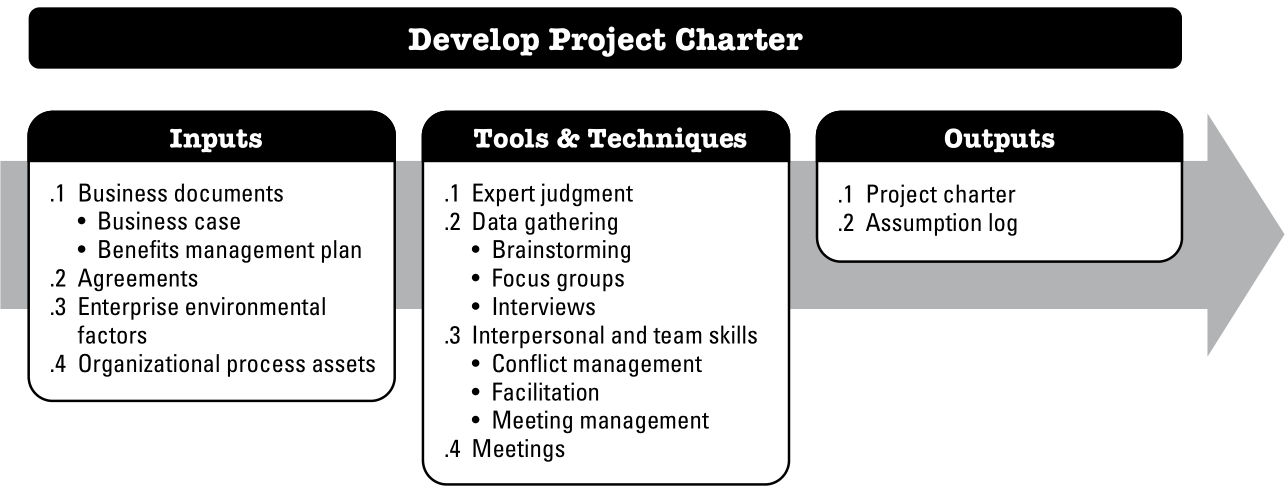 Develop Project Charter
Inputs
.1 Business documents
• Business case
• Benefits management plan
.2 Agreements
.3 Enterprise environmental
factors
.4 Organizational process assets
Tools & Techniques
.1 Expert judgment
.2 Data gathering
• Brainstorming
• Focus groups
• Interviews
.3 Interpersonal and team skills
• Conflict management
• Facilitation
• Meeting management
.4 Meetings
Outputs
.1 Project charter
.2 Assumption log